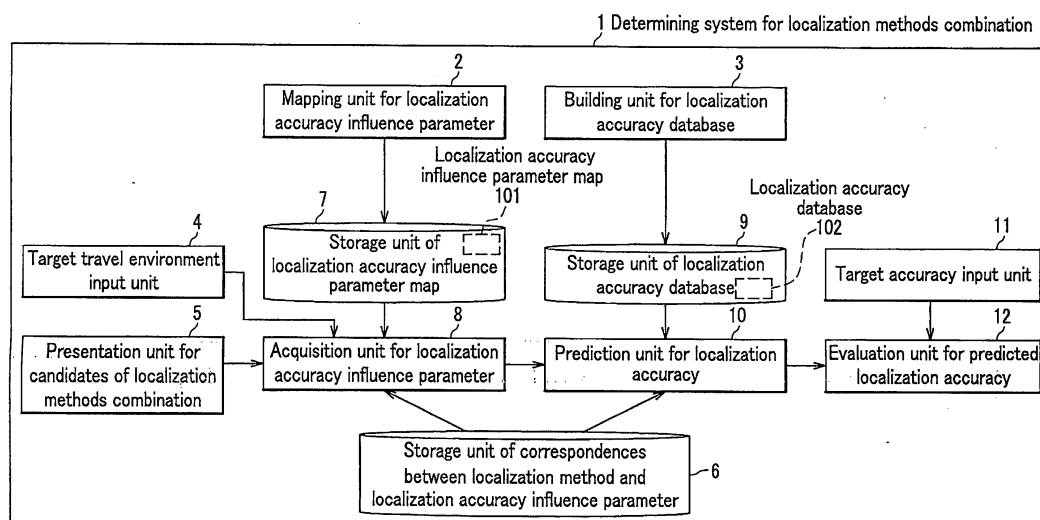 1 Determining system for localization methods combination
2
Mapping unit for localization
accuracy influence parameter
3
Building unit for localization
accuracy database
Localization accuracy
influence parameter map
101
7
Storage unit of
localization accuracy influence
parameter map
Localization accuracy
database
102
9
Storage unit of localization
accuracy database
4
Target travel environment
input unit
11
Target accuracy input unit
5
Presentation unit for
candidates of localization
methods combination
8
Acquisition unit for localization
accuracy influence parameter
10
Prediction unit for localization
accuracy
12
Evaluation unit for predicted
localization accuracy
Storage unit of correspondences
between localization method and
localization accuracy influence parameter
6